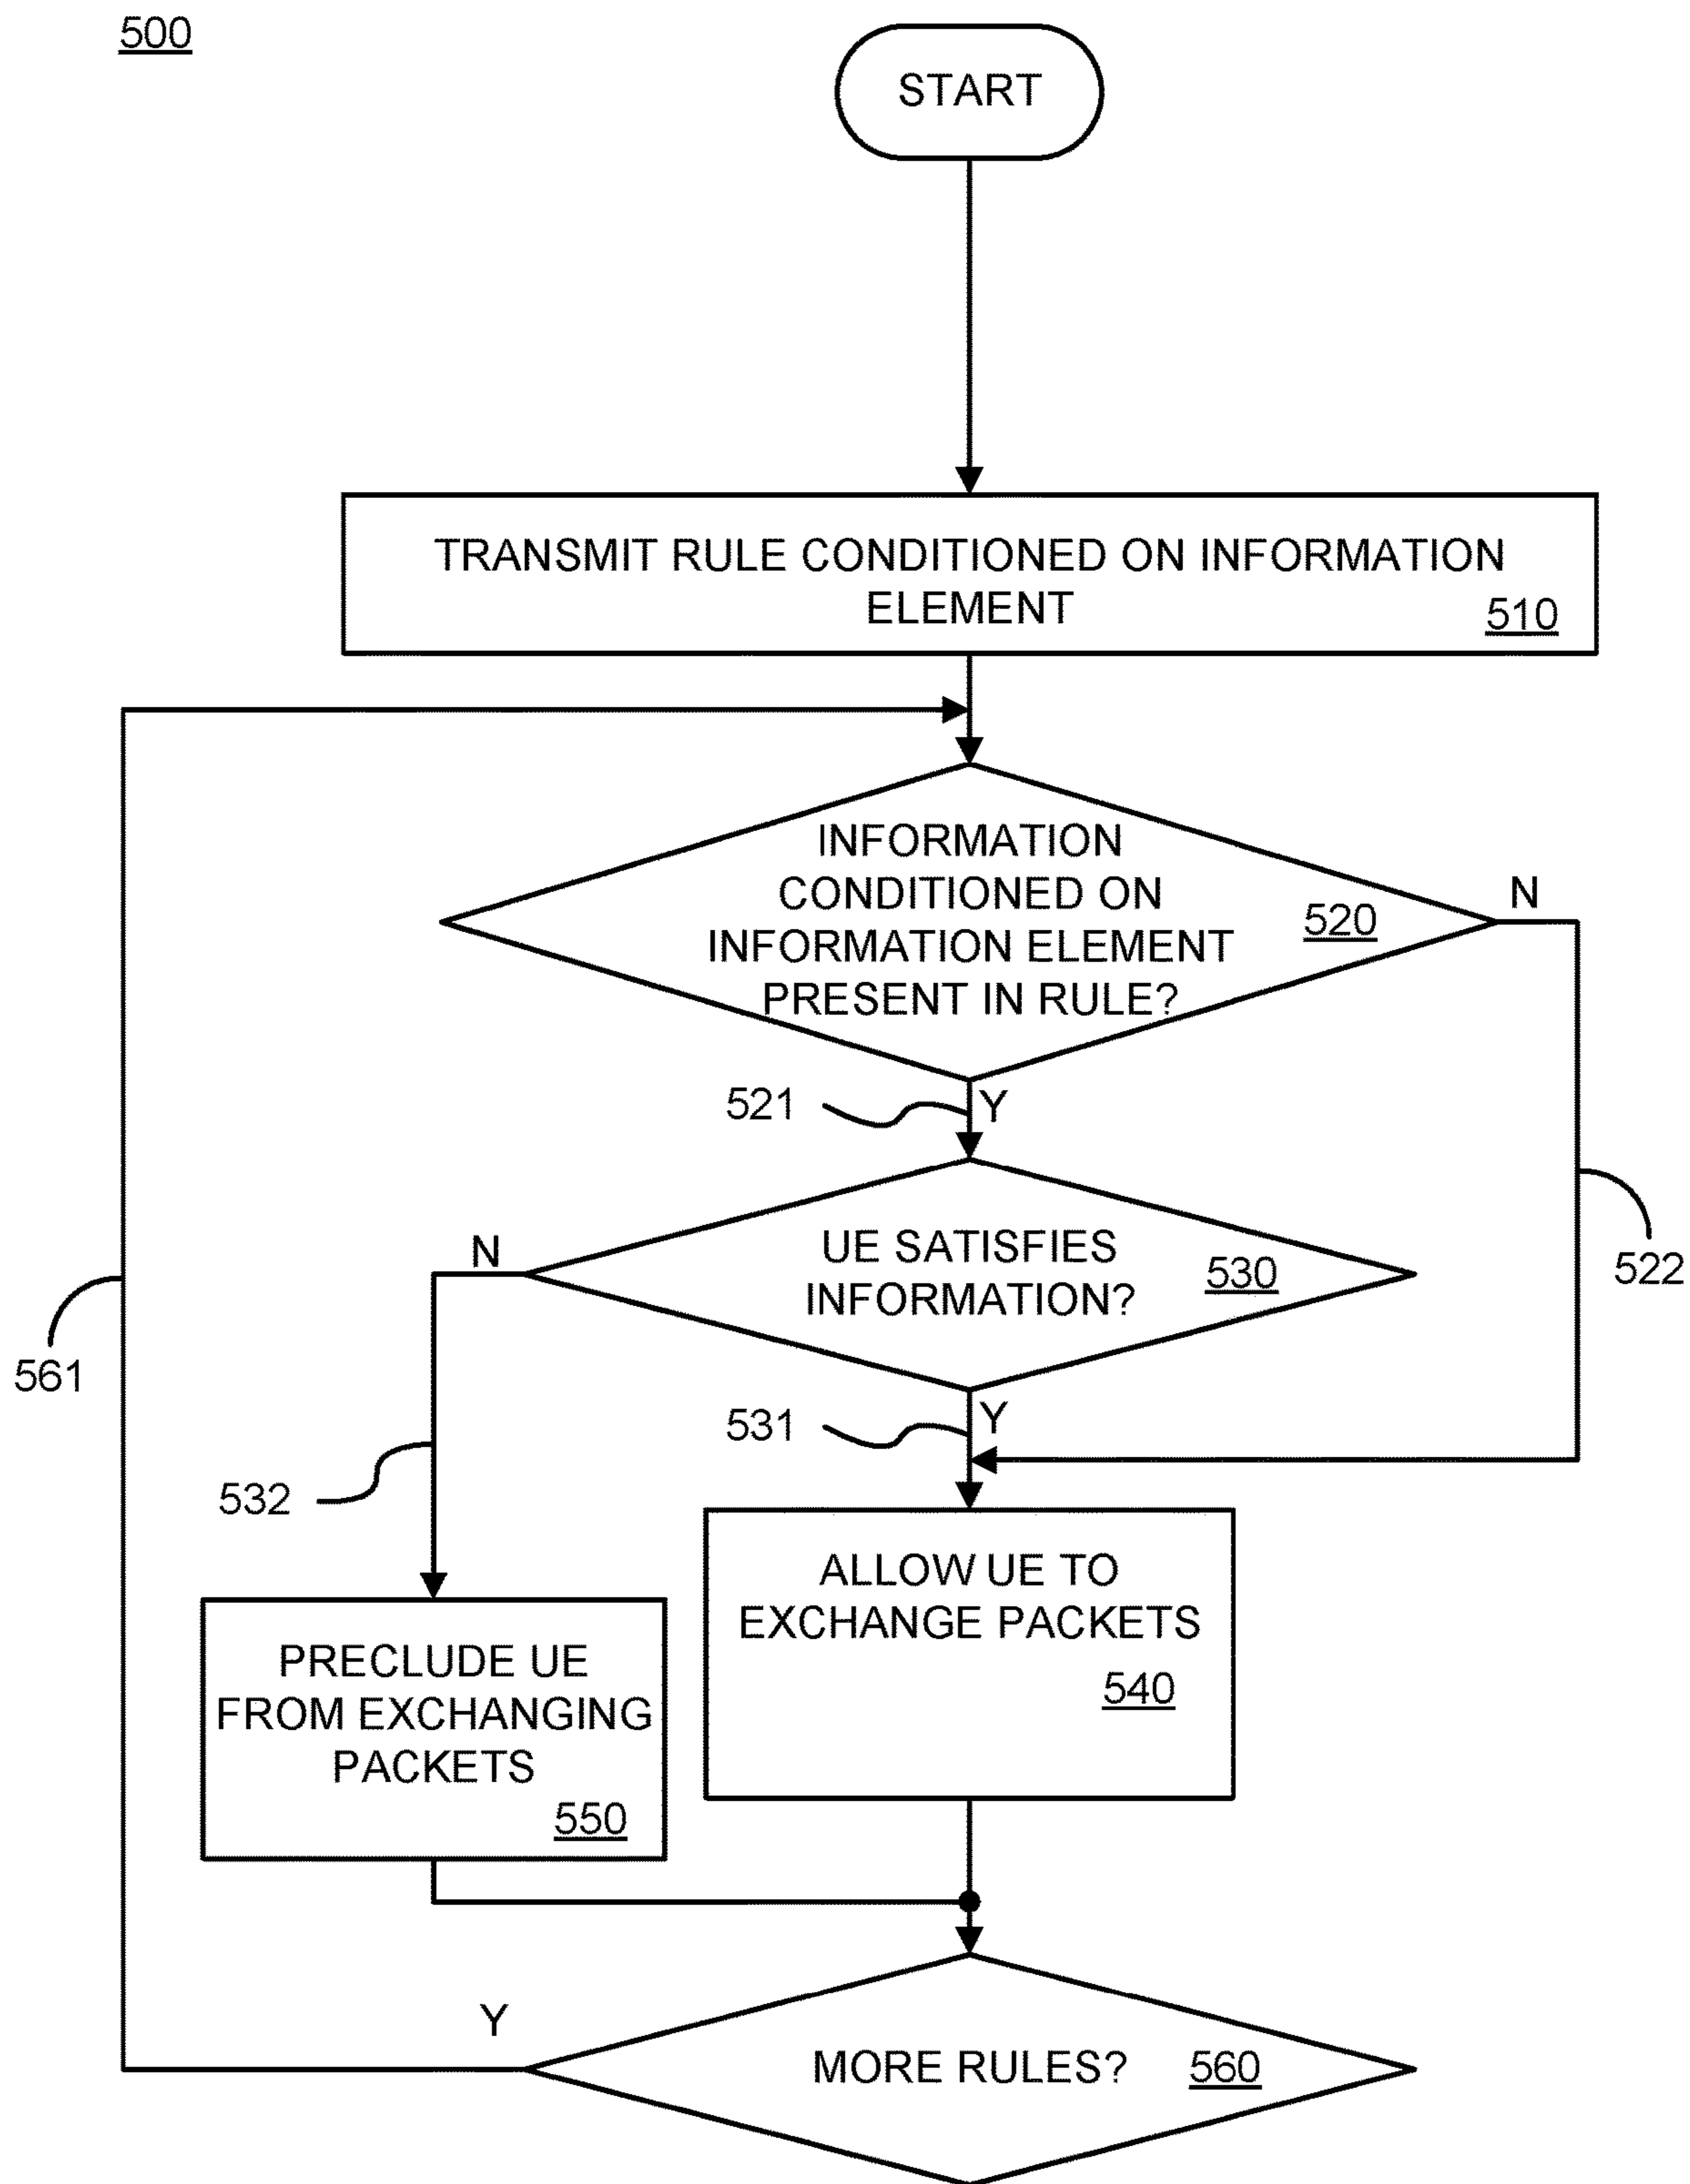 500
START
TRANSMIT RULE CONDITIONED ON INFORMATION
ELEMENT
510
INFORMATION
CONDITIONED ON
INFORMATION ELEMENT
PRESENT IN RULE?
520
N
521
Y
522
UE SATISFIES
INFORMATION?
530
N
561
531
Y
532
ALLOW UE TO
EXCHANGE PACKETS
540
PRECLUDE UE
FROM EXCHANGING
PACKETS
550
Y
MORE RULES?
560